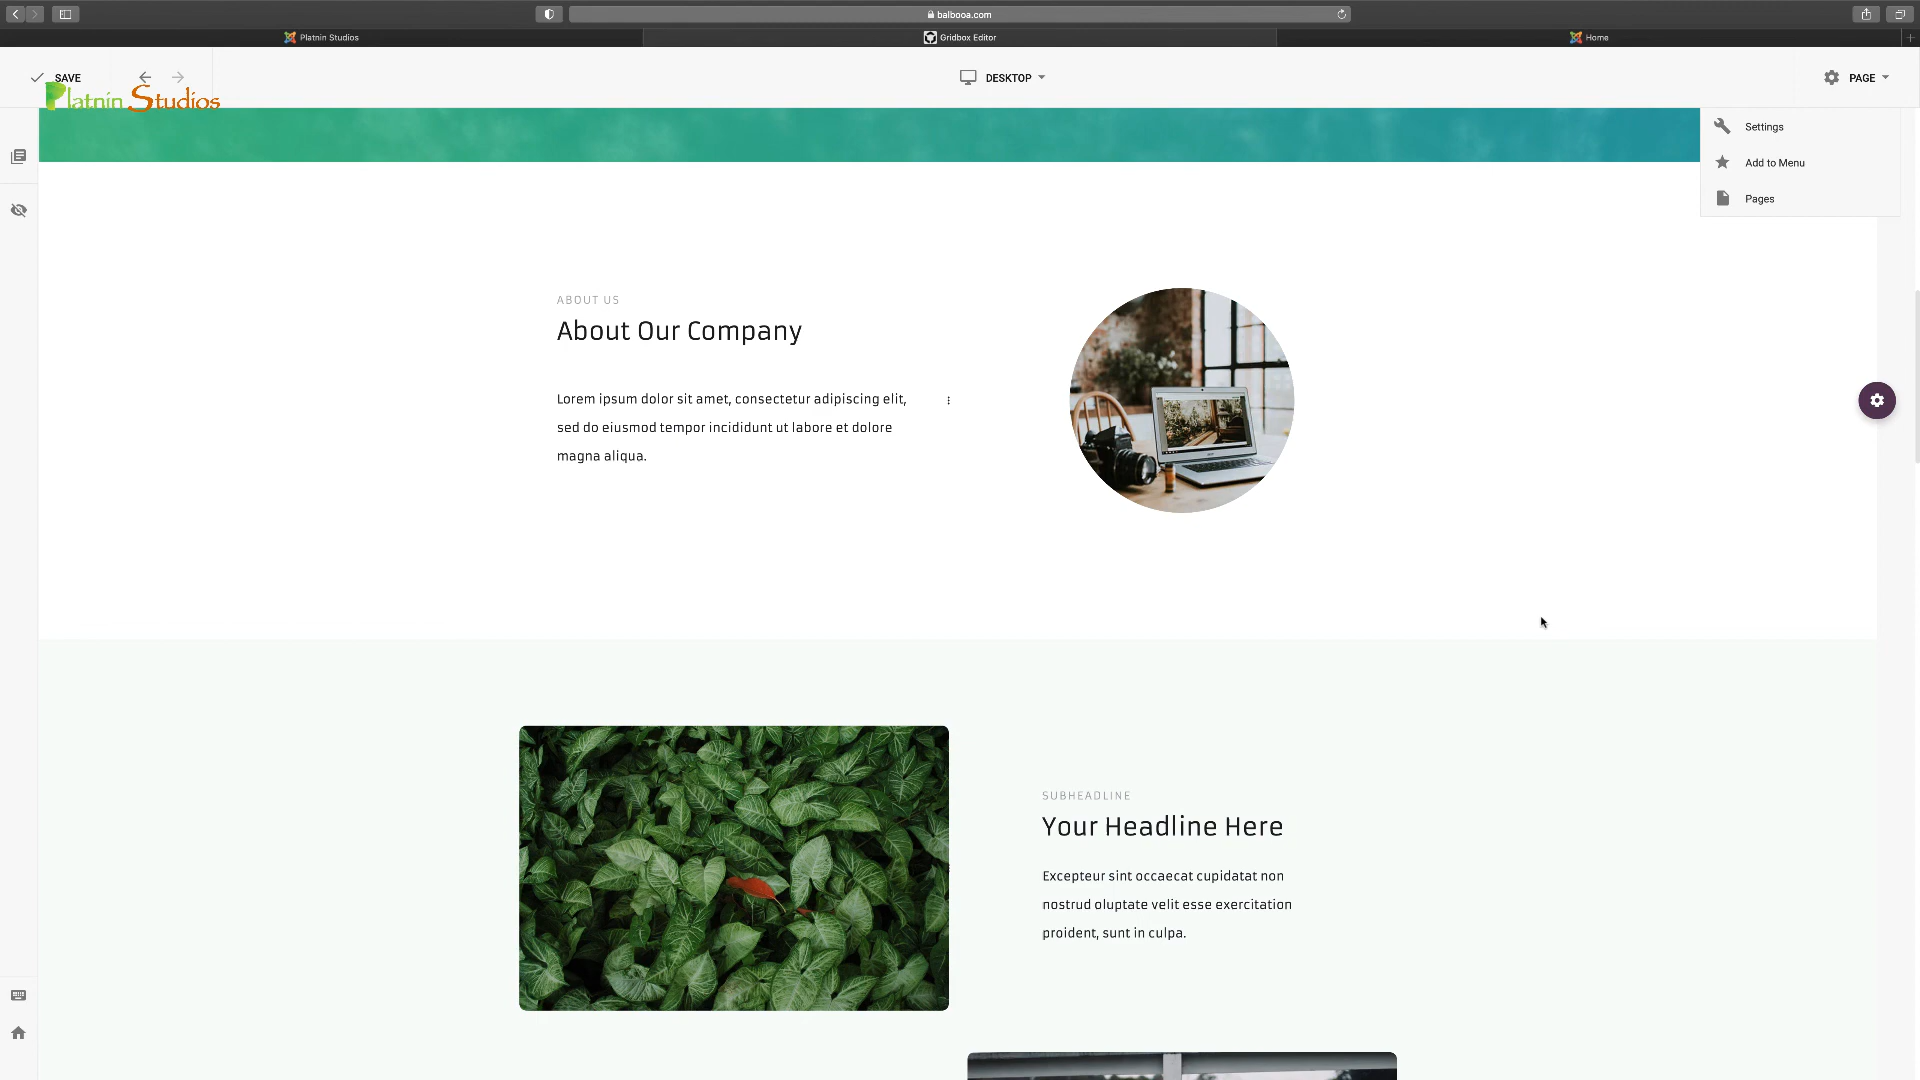 balbooa.com
Platnin Studios
Gridbox Editor
Home
SAVE
DESKTOP
PAGE
Platnin Studios
Settings
Add to Menu
Pages
ABOUT US
About Our Company
Lorem ipsum dolor sit amet, consectetur adipiscing elit,
sed do eiusmod tempor incididunt ut labore et dolore
magna aliqua.
SUBHEADLINE
Your Headline Here
Excepteur sint occaecat cupidatat non
nostrud oluptate velit esse exercitation
proident, sunt in culpa.